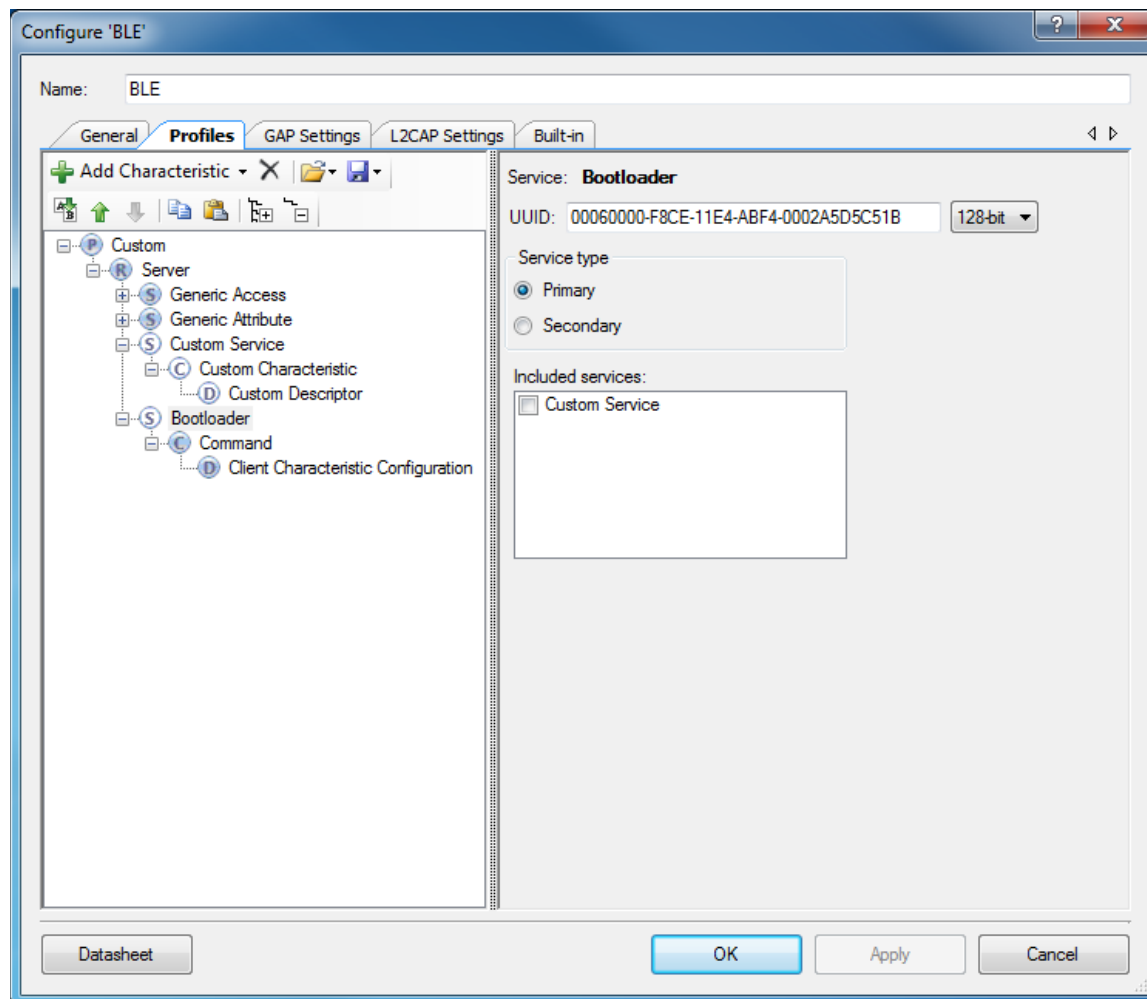 Configure 'BLE'
Name: BLE
General Profiles GAP Settings L2CAP Settings Built-in
Add Characteristic
Custom
Server
Generic Access
Generic Attribute
Custom Service
Custom Characteristic
Custom Descriptor
Bootloader
Command
Client Characteristic Configuration
Service: Bootloader
UUID: 00060000-F8CE-11E4-ABF4-0002A5D5C51B 128-bit
Service type
Primary
Secondary
Included services:
Custom Service
Datasheet OK Apply Cancel